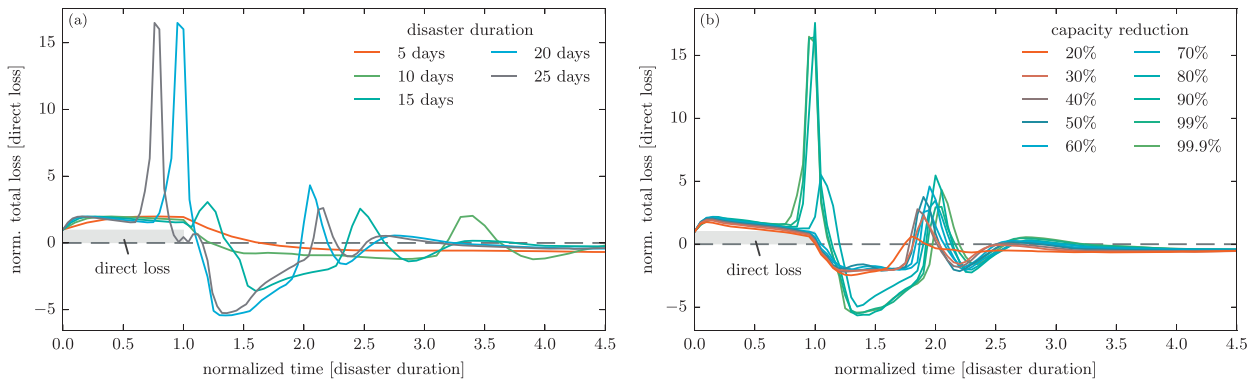 (a)
disaster duration
5 days
10 days
15 days
20 days
25 days
direct loss
15
10
5
0
−5
norm. total loss [direct loss]
0.0 0.5 1.0 1.5 2.0 2.5 3.0 3.5 4.0 4.5
normalized time [disaster duration]
(b)
capacity reduction
20%
30%
40%
50%
60%
70%
80%
90%
99%
99.9%
direct loss
15
10
5
0
−5
norm. total loss [direct loss]
0.0 0.5 1.0 1.5 2.0 2.5 3.0 3.5 4.0 4.5
normalized time [disaster duration]